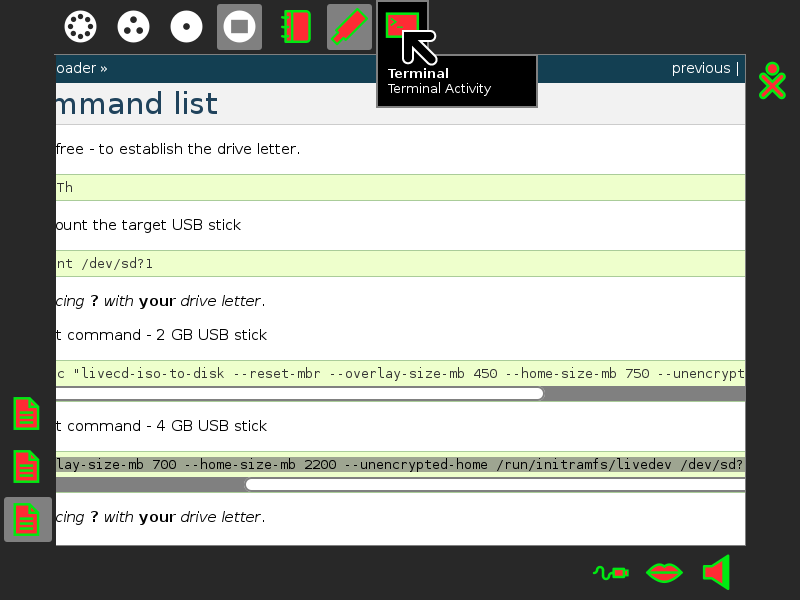 >_
Terminal
Terminal Activity
oader »
previous |
mmand list
free - to establish the drive letter.
Th
ount the target USB stick
nt /dev/sd?1
cing ? with your drive letter.
t command - 2 GB USB stick
c "livecd-iso-to-disk --reset-mbr --overlay-size-mb 450 --home-size-mb 750 --unencrypt
t command - 4 GB USB stick
lay-size-mb 700 --home-size-mb 2200 --unencrypted-home /run/initramfs/livedev /dev/sd?
cing ? with your drive letter.